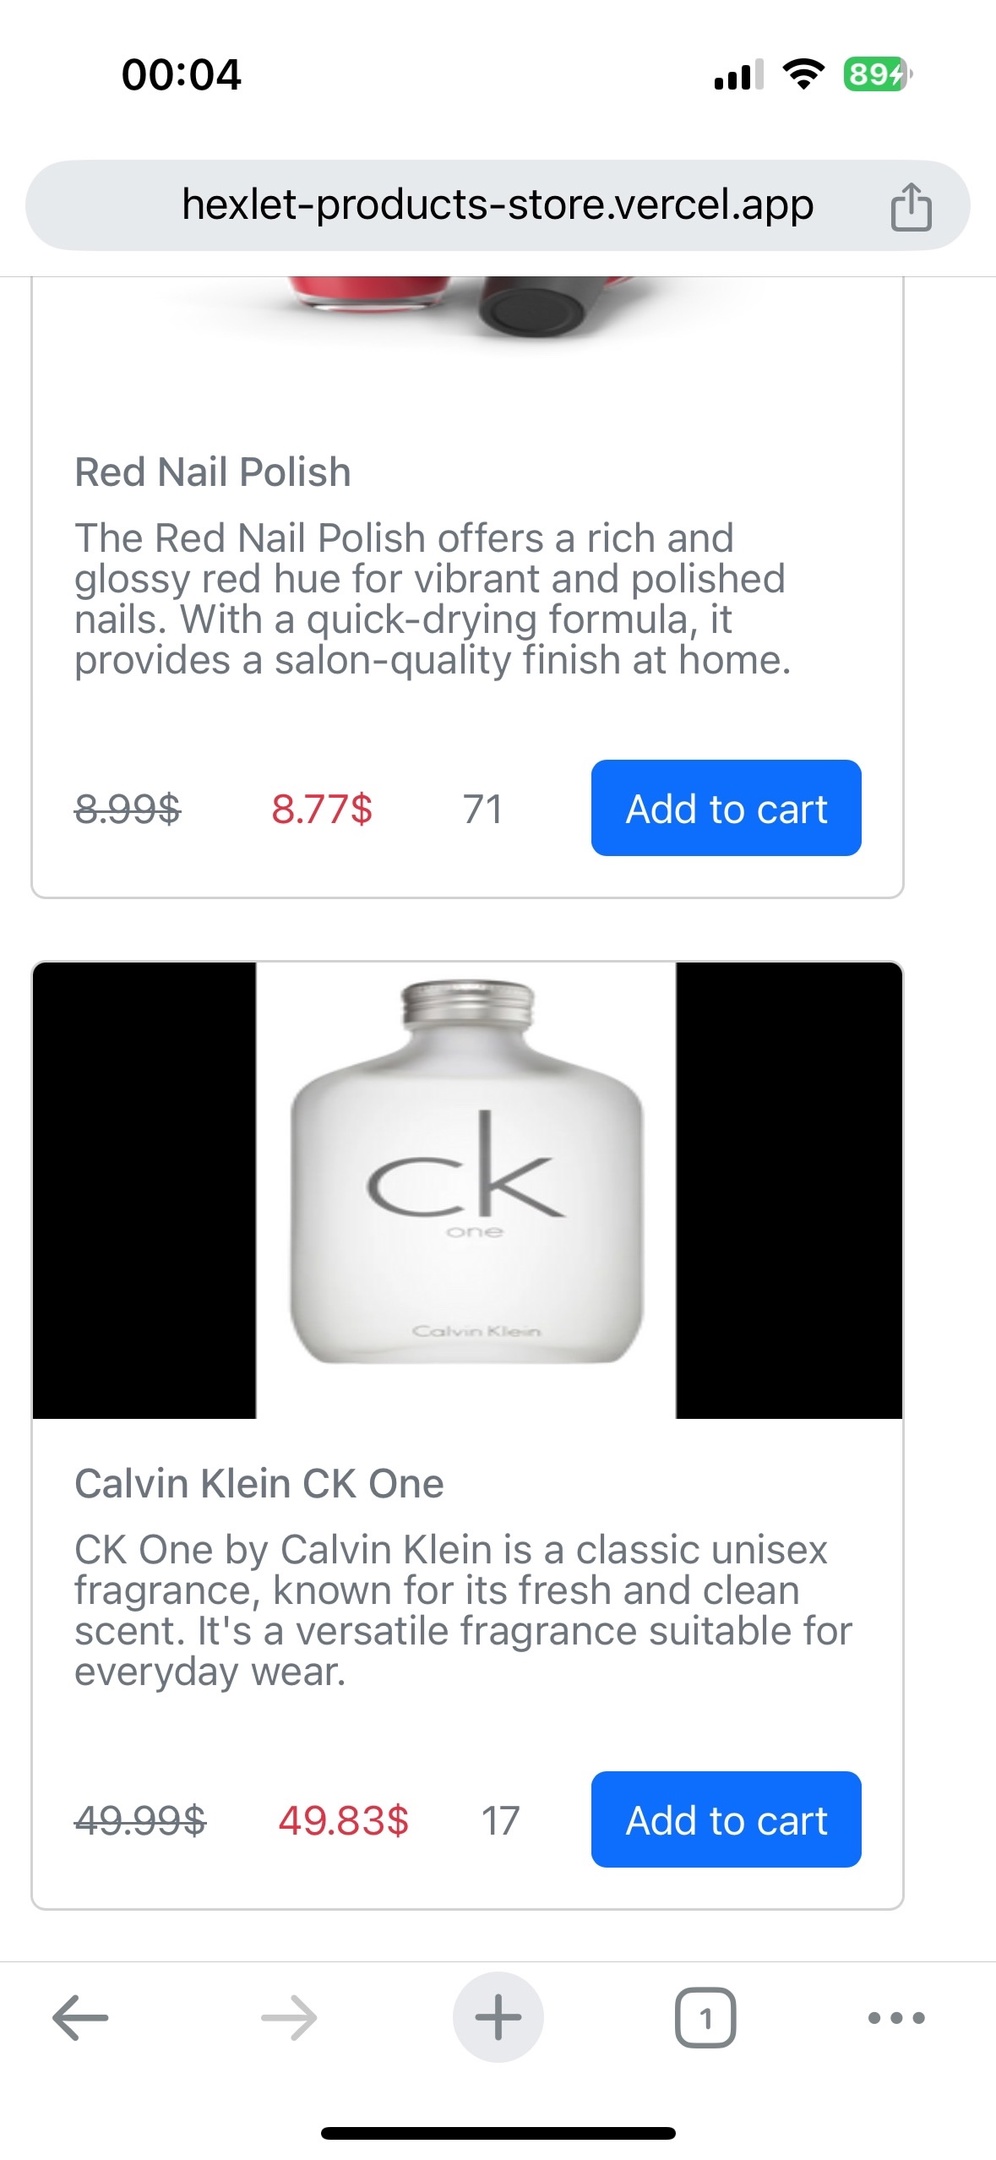 00:04
89
hexlet-products-store.vercel.app
Red Nail Polish
The Red Nail Polish offers a rich and
glossy red hue for vibrant and polished
nails. With a quick-drying formula, it
provides a salon-quality finish at home.
8.99$ 8.77$ 71 Add to cart
ck
one
Calvin Klein
Calvin Klein CK One
CK One by Calvin Klein is a classic unisex
fragrance, known for its fresh and clean
scent. It's a versatile fragrance suitable for
everyday wear.
49.99$ 49.83$ 17 Add to cart
1